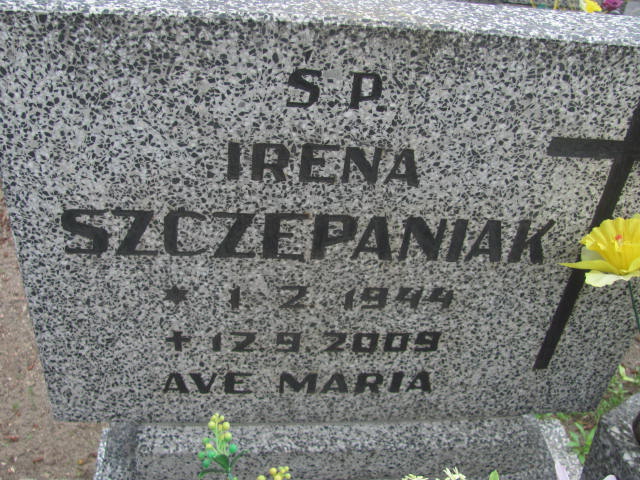 S P.
IRENA
SZCZEPANIAK
* 1 2 1944
+ 12 9 2009
AVE MARIA